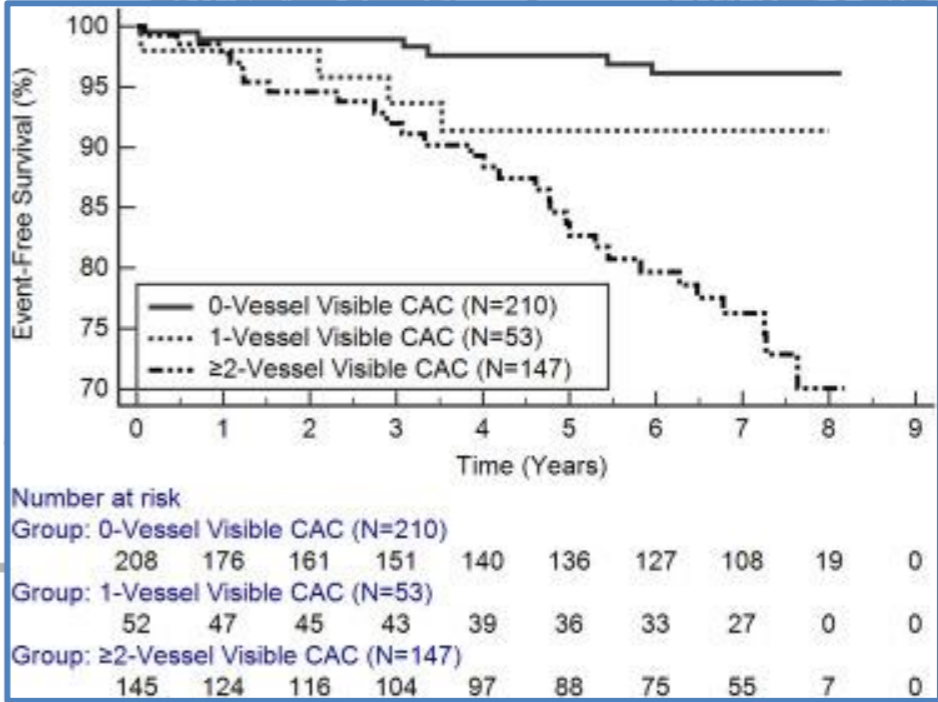 Event-Free Survival (%)
100
95
90
85
80
75
70
0-Vessel Visible CAC (N=210)
1-Vessel Visible CAC (N=53)
≥2-Vessel Visible CAC (N=147)
0 1 2 3 4 5 6 7 8 9
Time (Years)
Number at risk
Group: 0-Vessel Visible CAC (N=210)
208 176 161 151 140 136 127 108 19 0
Group: 1-Vessel Visible CAC (N=53)
52 47 45 43 39 36 33 27 0 0
Group: ≥2-Vessel Visible CAC (N=147)
145 124 116 104 97 88 75 55 7 0